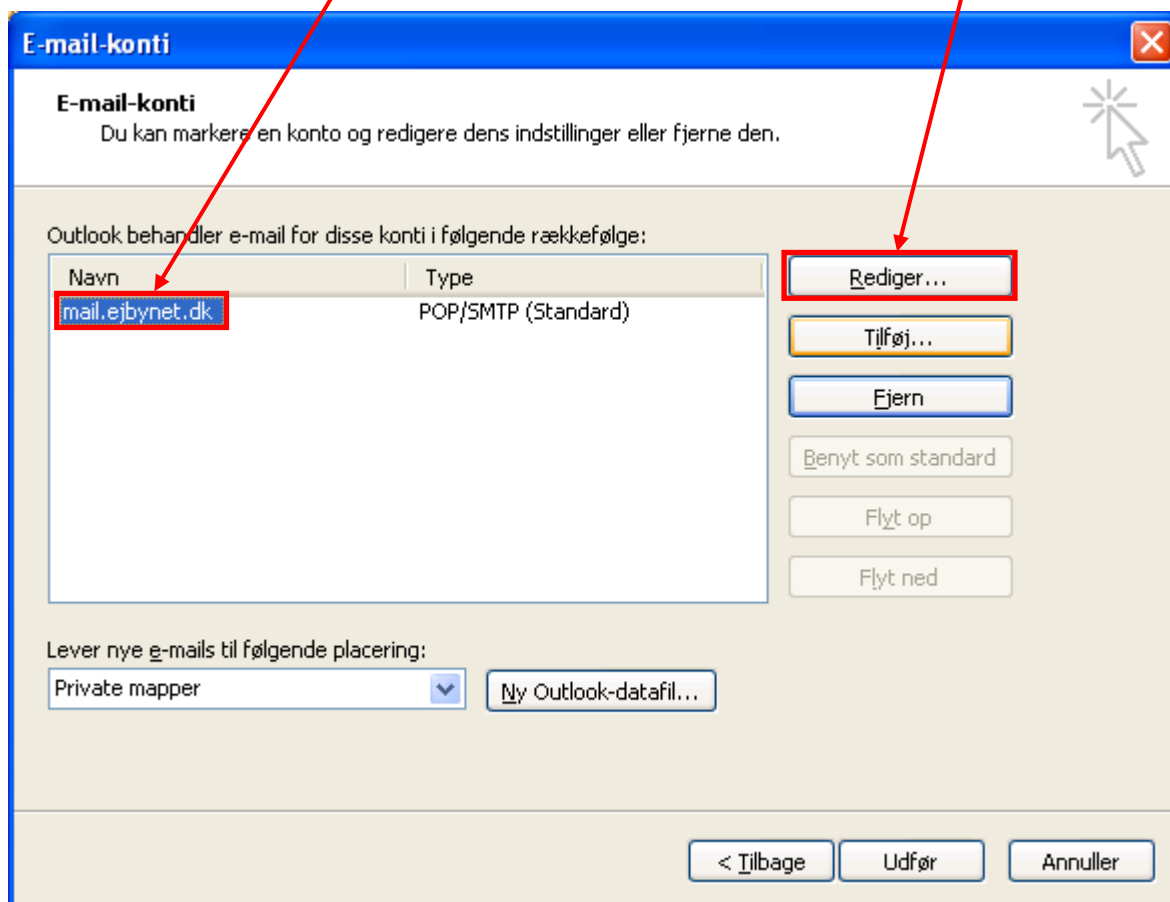 E-mail-konti
E-mail-konti
Du kan markere en konto og redigere dens indstillinger eller fjerne den.
Outlook behandler e-mail for disse konti i følgende rækkefølge:
Navn Type
mail.ejbynet.dk POP/SMTP (Standard)
Rediger...
Tilføj...
Fjern
Benyt som standard
Flyt op
Flyt ned
Lever nye e-mails til følgende placering:
Private mapper Ny Outlook-datafil...
< Tilbage Udfør Annuller